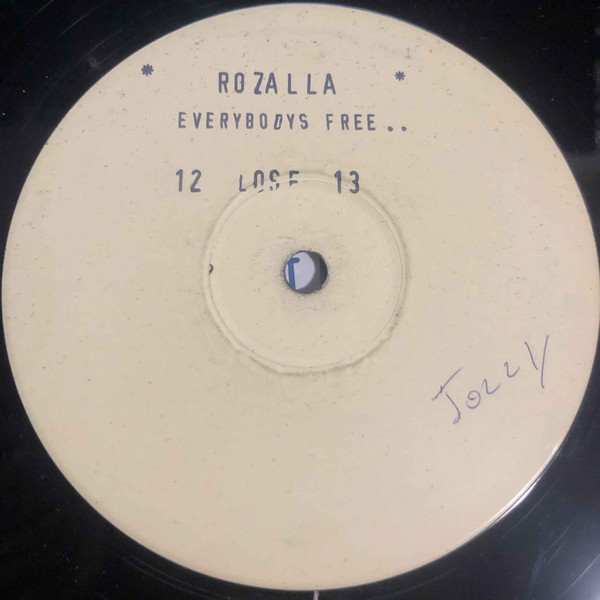 * ROZALLA *
EVERYBODYS FREE..
12 LOSE 13
Jozzy